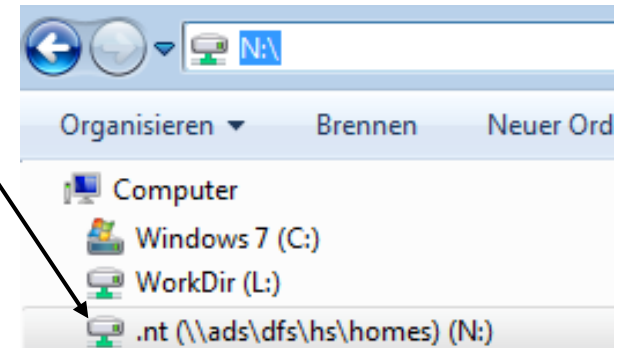 N:\
Organisieren Brennen Neuer Ord
Computer
Windows 7 (C:)
WorkDir (L:)
.nt (\\ads\dfs\hs\homes) (N:)